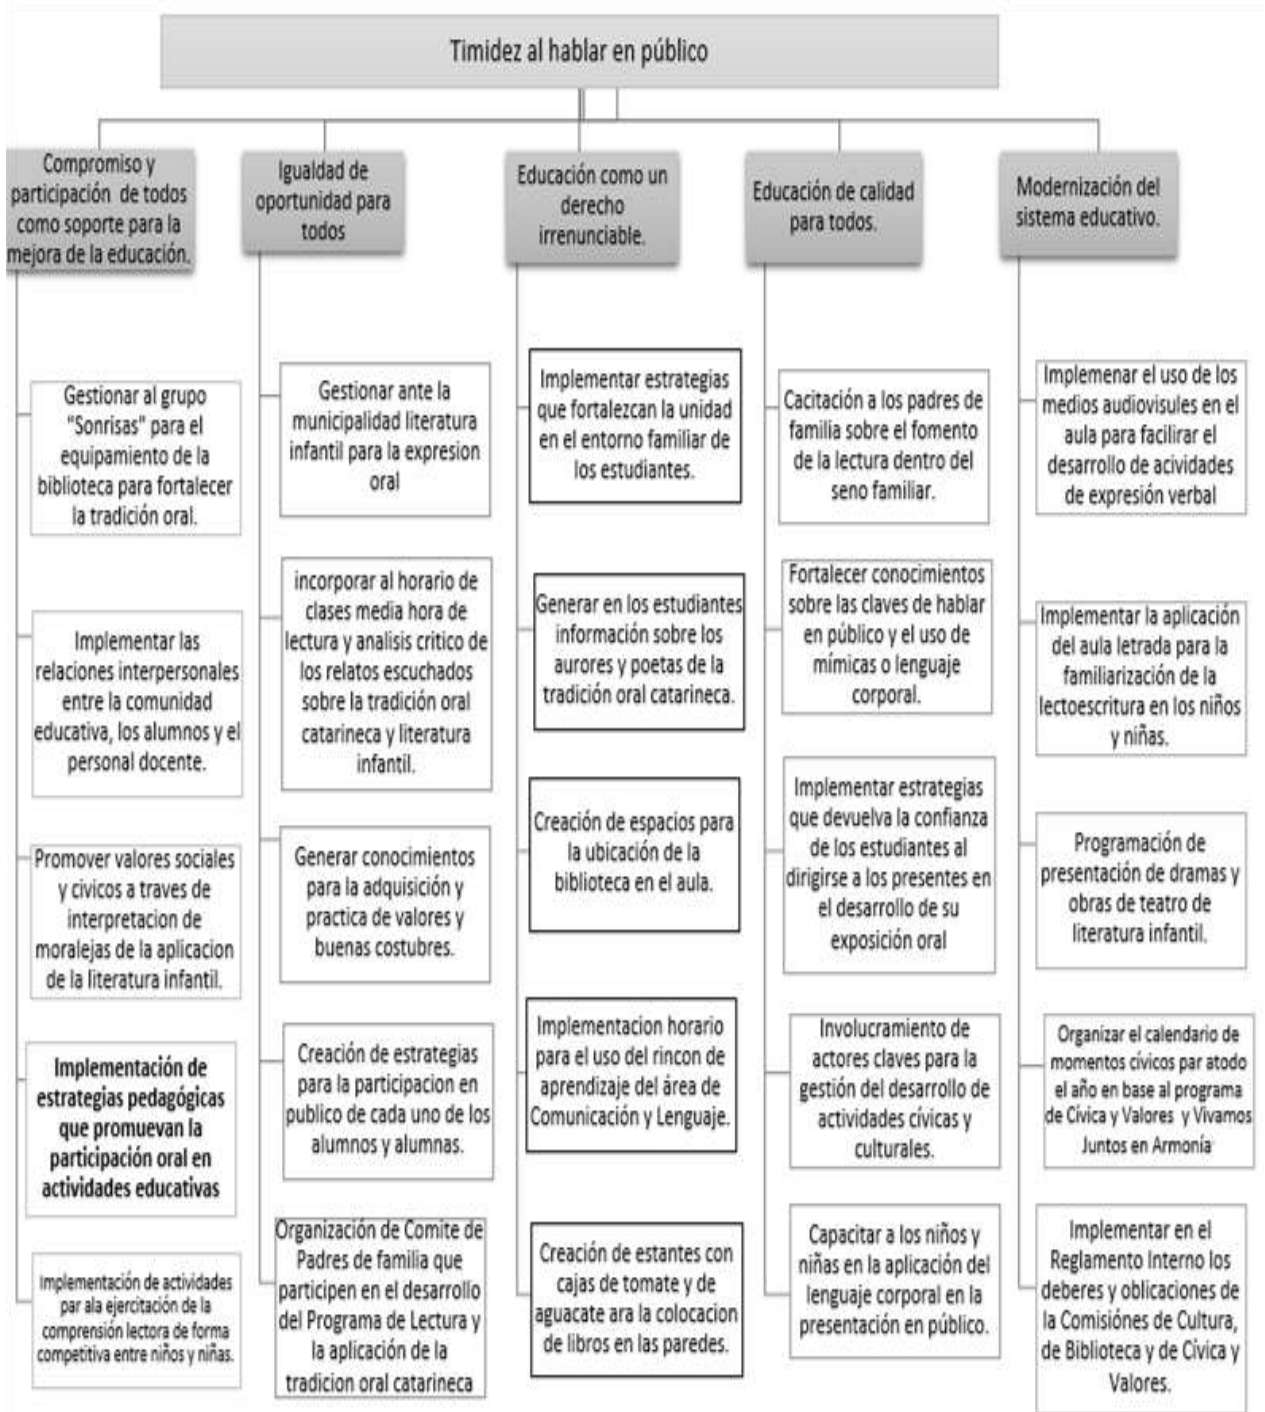 Timidez al hablar en público
Compromiso y
participación de todos
como soporte para la
mejora de la educación.
Igualdad de
oportunidad para
todos
Educación como un
derecho
irrenunciable.
Educación de calidad
para todos.
Modernización del
sistema educativo.
Gestionar al grupo
"Sonrisas" para el
equipamiento de la
biblioteca para fortalecer
la tradición oral.
Implementar las
relaciones interpersonales
entre la comunidad
educativa, los alumnos y el
personal docente.
Promover valores sociales
y civicos a traves de
interpretacion de
moralejas de la aplicacion
de la literatura infantil.
Implementación de
estrategias pedagógicas
que promuevan la
participación oral en
actividades educativas
Implementación de actividades
par ala ejercitación de la
comprensión lectora de forma
competitiva entre niños y niñas.
Gestionar ante la
municipalidad literatura
infantil para la expresion
oral
incorporar al horario de
clases media hora de
lectura y analisis critico de
los relatos escuchados
sobre la tradición oral
catarineca y literatura
infantil.
Generar conocimientos
para la adquisición y
practica de valores y
buenas costubres.
Creación de estrategias
para la participacion en
publico de cada uno de los
alumnos y alumnas.
Organización de Comite de
Padres de familia que
participen en el desarrollo
del Programa de Lectura y
la aplicación de la
tradicion oral catarineca
Implementar estrategias
que fortalezcan la unidad
en el entorno familiar de
los estudiantes.
Generar en los estudiantes
información sobre los
aurores y poetas de la
tradición oral catarineca.
Creación de espacios para
la ubicación de la
biblioteca en el aula.
Implementacion horario
para el uso del rincon de
aprendizaje del área de
Comunicación y Lenguaje.
Creación de estantes con
cajas de tomate y de
aguacate ara la colocacion
de libros en las paredes.
Cacitación a los padres de
familia sobre el fomento
de la lectura dentro del
seno familiar.
Fortalecer conocimientos
sobre las claves de hablar
en público y el uso de
mímicas o lenguaje
corporal.
Implementar estrategias
que devuelva la confianza
de los estudiantes al
dirigirse a los presentes en
el desarrollo de su
exposición oral
Involucramiento de
actores claves para la
gestión del desarrollo de
actividades cívicas y
culturales.
Capacitar a los niños y
niñas en la aplicación del
lenguaje corporal en la
presentación en público.
Implemenar el uso de los
medios audiovisules en el
aula para facilirar el
desarrollo de acividades
de expresión verbal
Implementar la aplicación
del aula letrada para la
familiarización de la
lectoescritura en los niños
y niñas.
Programación de
presentación de dramas y
obras de teatro de
literatura infantil.
Organizar el calendario de
momentos cívicos par atodo
el año en base al programa
de Cívica y Valores y Vivamos
Juntos en Armonía
Implementar en el
Reglamento Interno los
deberes y oblicaciones de
la Comisiónes de Cultura,
de Biblioteca y de Cívica y
Valores.